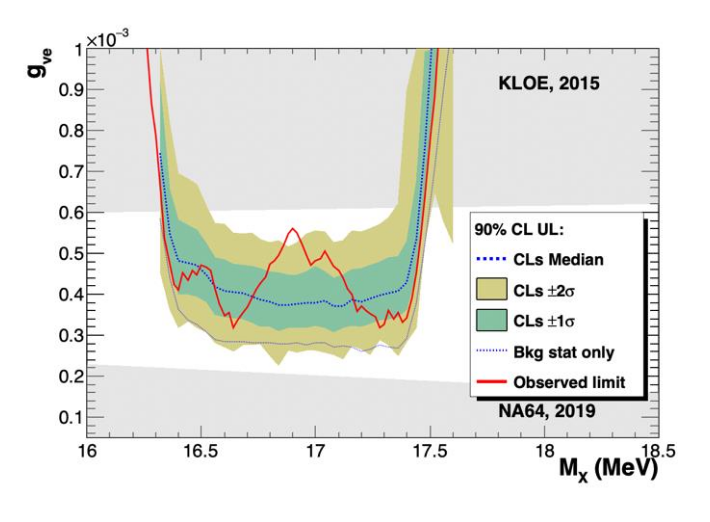 ×10⁻³
g_ve
1
0.9
0.8
0.7
0.6
0.5
0.4
0.3
0.2
0.1
KLOE, 2015
90% CL UL:
CLs Median
CLs ±2σ
CLs ±1σ
Bkg stat only
Observed limit
NA64, 2019
16 16.5 17 17.5 18 18.5
M_X (MeV)